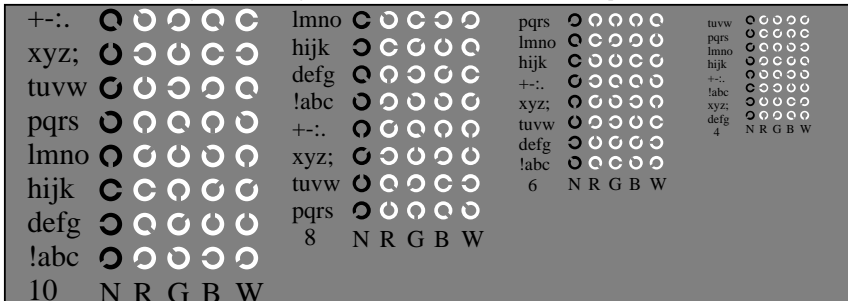 +-:.
xyz;
tuvw
pqrs
lmno
hijk
defg
!abc
10 N R G B W
lmno
hijk
defg
!abc
+-:.
xyz;
tuvw
pqrs
8 N R G B W
pqrs
lmno
hijk
+-:.
xyz;
tuvw
defg
!abc
6 N R G B W
tuvw
pqrs
lmno
hijk
+-:.
!abc
xyz;
defg
4 N R G B W